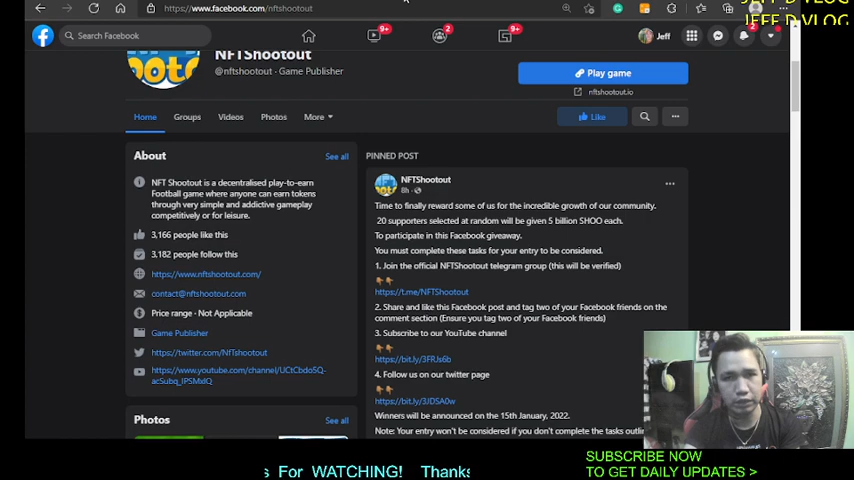 https://www.facebook.com/nftshootout
JEFF D VLOG
Search Facebook
9+
2
9+
Jeff
2
NFTShootout
@nftshootout · Game Publisher
Play game
nftshootout.io
Home
Groups
Videos
Photos
More
Like
About
See all
NFT Shootout is a decentralised play-to-earn
Football game where anyone can earn tokens
through very simple and addictive gameplay
competitively or for leisure.
3,166 people like this
3,182 people follow this
https://www.nftshootout.com/
contact@nftshootout.com
Price range · Not Applicable
Game Publisher
https://twitter.com/NfTshootout
https://www.youtube.com/channel/UCtCbdo5Q-
acSubq_IPSMxlQ
Photos
See all
PINNED POST
NFTShootout
8h ·
Time to finally reward some of us for the incredible growth of our community.
20 supporters selected at random will be given 5 billion SHOO each.
To participate in this Facebook giveaway.
You must complete these tasks for your entry to be considered.
1. Join the official NFTShootout telegram group (this will be verified)
https://t.me/NFTShootout
2. Share and like this Facebook post and tag two of your Facebook friends on the
comment section (Ensure you tag two of your Facebook friends)
3. Subscribe to our YouTube channel
https://bit.ly/3FRJs6b
4. Follow us on our twitter page
https://bit.ly/3JDSA0w
Winners will be announced on the 15th January, 2022.
Note: Your entry won't be considered if you don't complete the tasks
SUBSCRIBE NOW
TO GET DAILY UPDATES >
s For WATCHING! Thanks